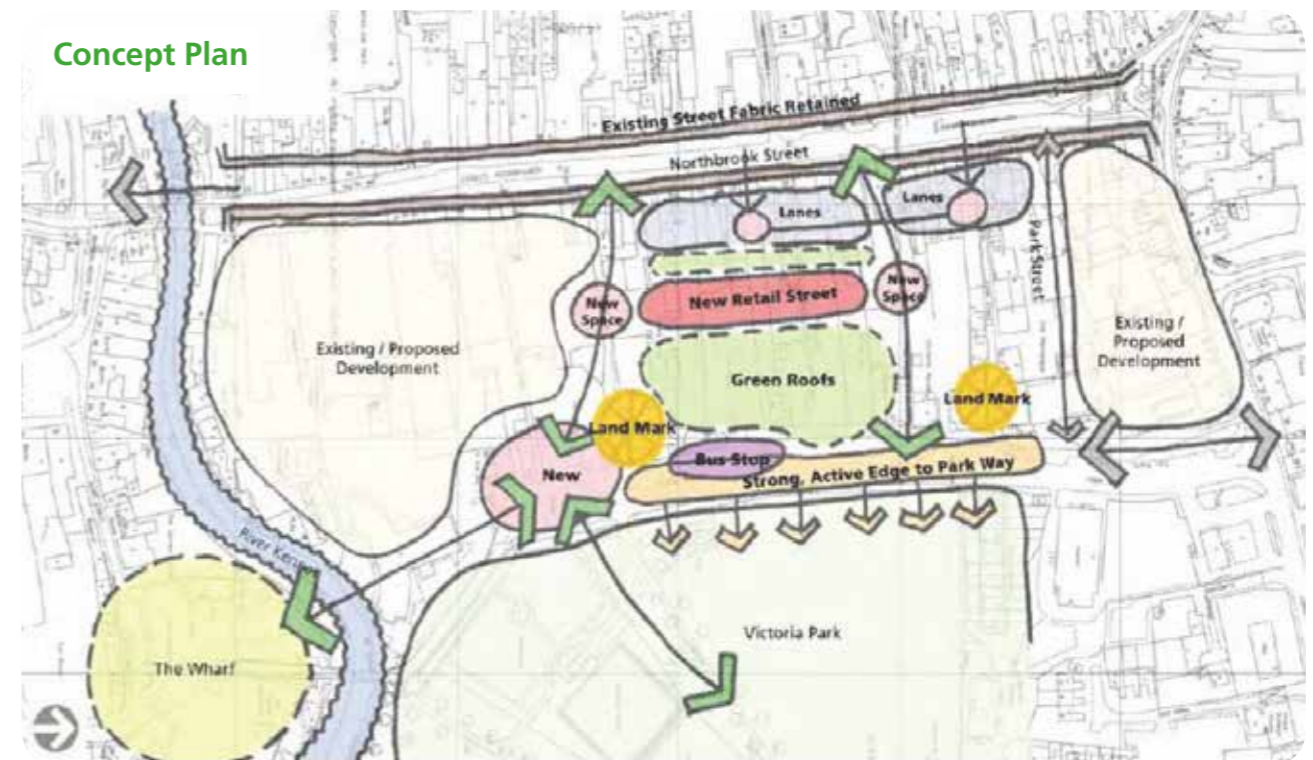 Concept Plan
Existing Street Fabric Retained
Northbrook Street
Lanes
Lanes
Park Street
New
Space
New Retail Street
New
Space
Existing / Proposed
Development
Existing /
Proposed
Development
Green Roofs
Land Mark
Land Mark
Bus Stop
New
Strong, Active Edge to Park Way
River
Victoria Park
The Wharf